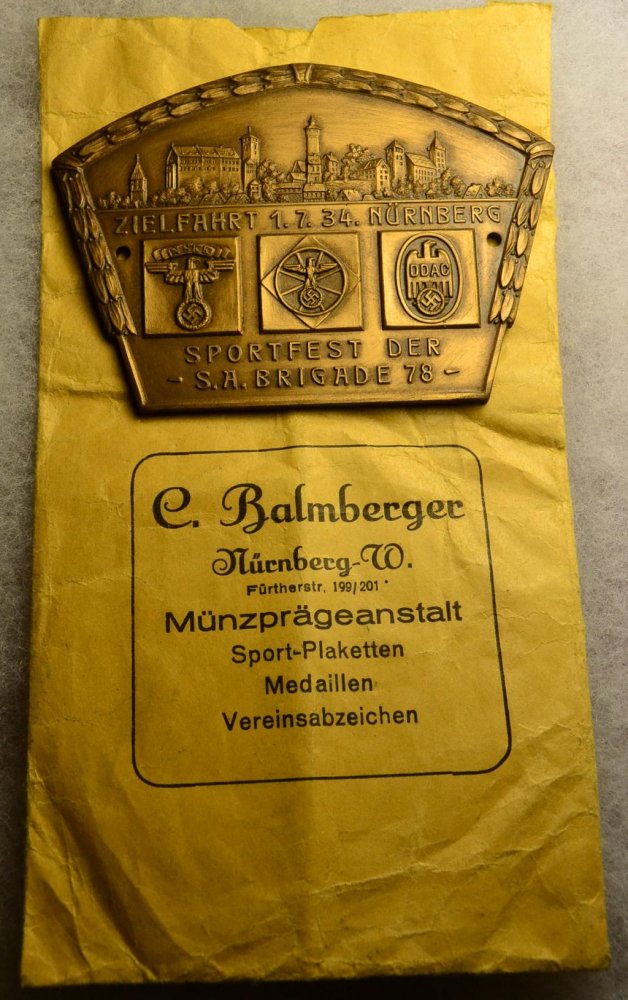 ZIELFAHRT 1.7.34. NÜRNBERG
NSKK
DDAC
SPORTFEST DER
- S.A. BRIGADE 78 -
C. Balmberger
Nürnberg-W.
Fürtherstr. 199/201
Münzprägeanstalt
Sport-Plaketten
Medaillen
Vereinsabzeichen